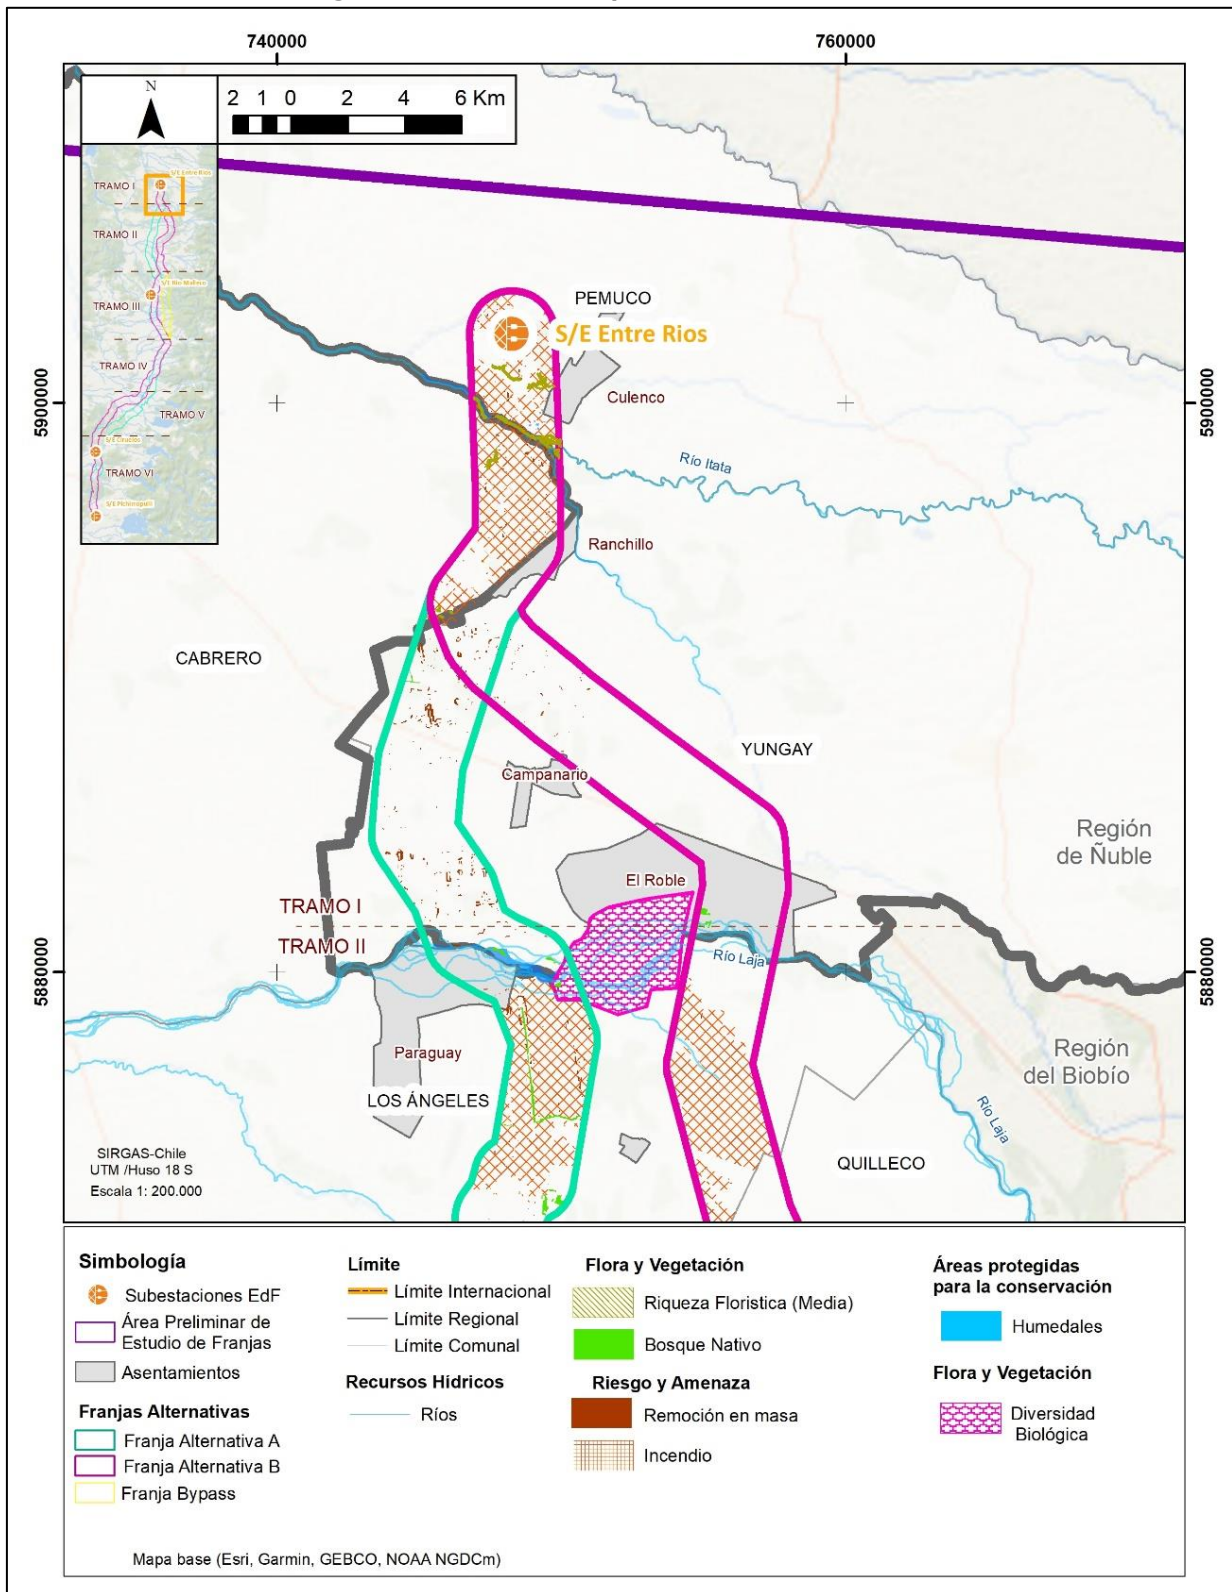 740000
760000
N
2 1 0 2 4 6 Km
S/E Entre Rios
TRAMO I
TRAMO II
TRAMO III
TRAMO IV
TRAMO V
TRAMO VI
PEMUCO
S/E Entre Rios
5900000
5900000
Culenco
Río Itata
Ranchillo
CABRERO
YUNGAY
Campanario
Región
de Ñuble
El Roble
TRAMO I
TRAMO II
Río Laja
5880000
5880000
Paraguay
Región
del Biobío
LOS ÁNGELES
Río Laja
QUILLECO
SIRGAS-Chile
UTM /Huso 18 S
Escala 1: 200.000
Simbología
Subestaciones EdF
Área Preliminar de
Estudio de Franjas
Asentamientos
Franjas Alternativas
Franja Alternativa A
Franja Alternativa B
Franja Bypass
Límite
Límite Internacional
Límite Regional
Límite Comunal
Recursos Hídricos
Ríos
Flora y Vegetación
Riqueza Floristica (Media)
Bosque Nativo
Riesgo y Amenaza
Remoción en masa
Incendio
Áreas protegidas
para la conservación
Humedales
Flora y Vegetación
Diversidad
Biológica
Mapa base (Esri, Garmin, GEBCO, NOAA NGDCm)